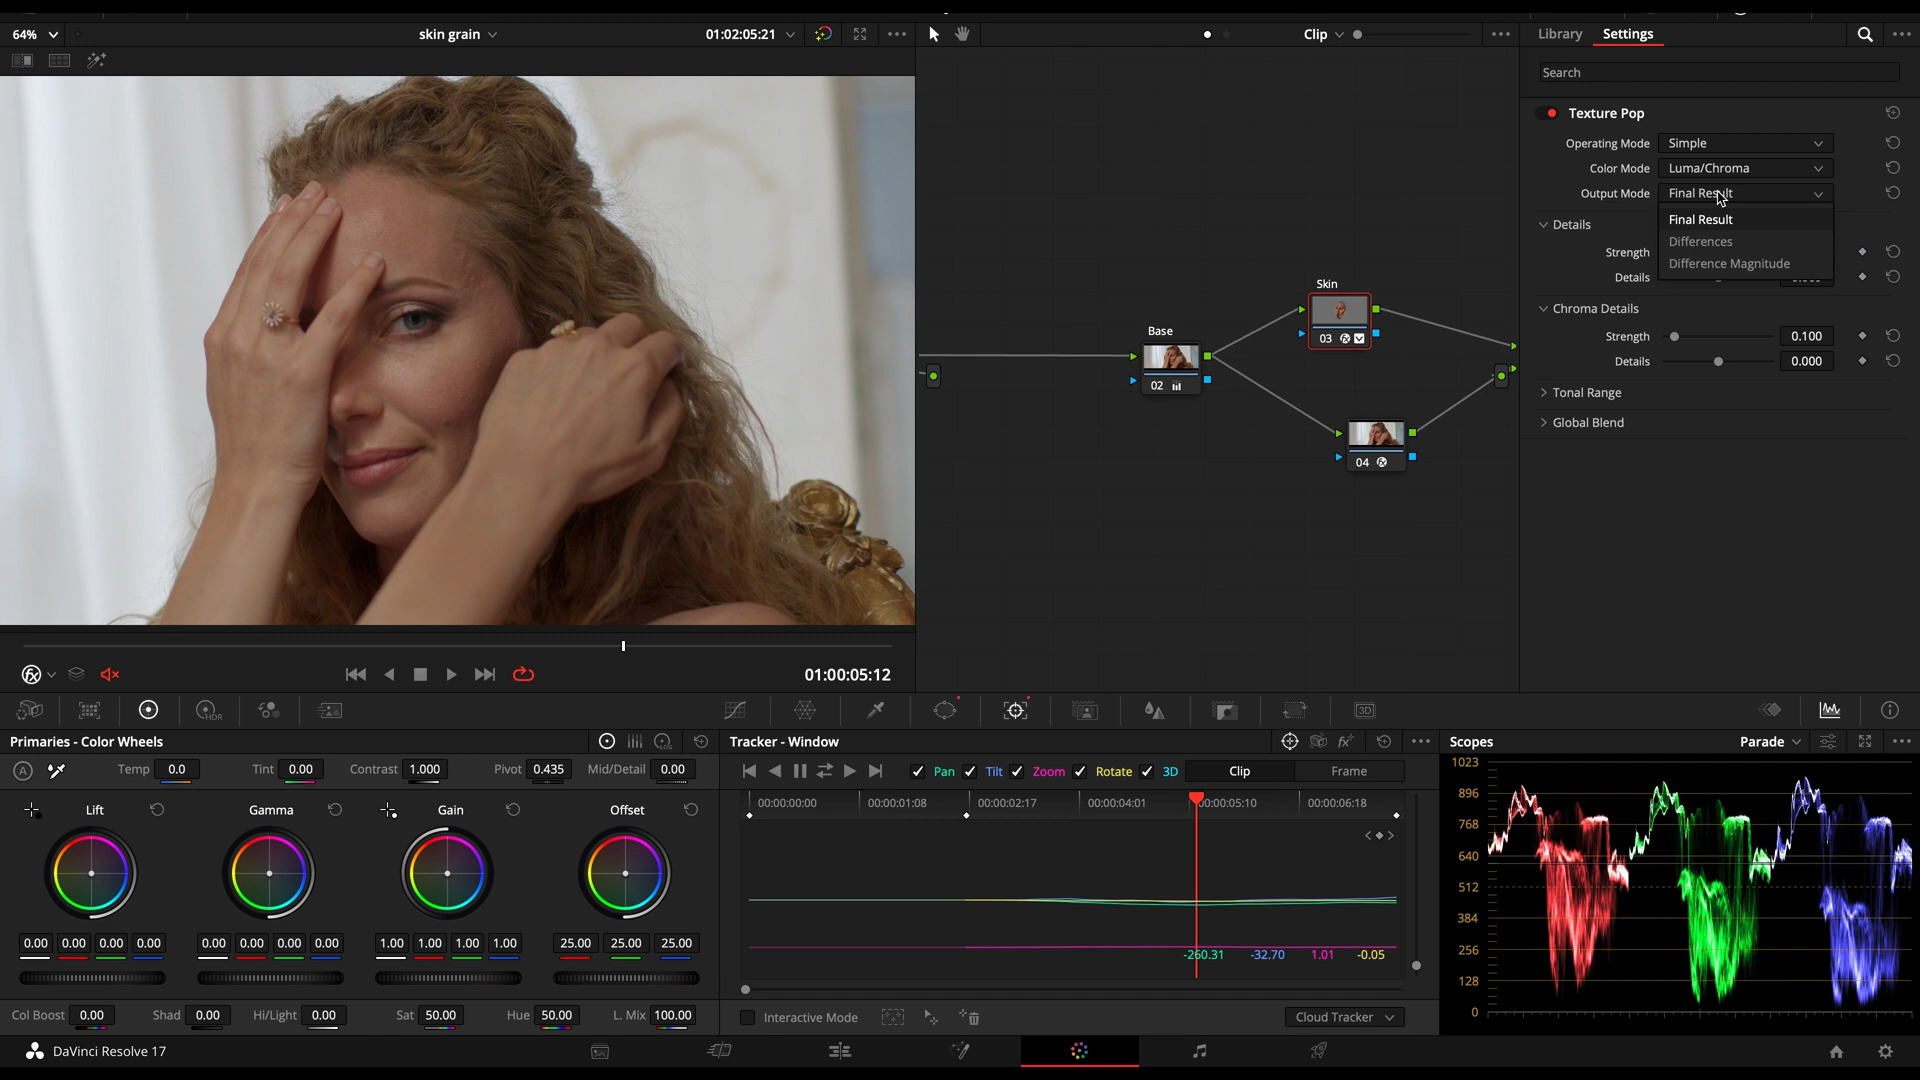 64%
skin grain
01:02:05:21
Clip
Library
Settings
Search
Texture Pop
Operating Mode
Simple
Color Mode
Luma/Chroma
Output Mode
Final Result
Final Result
Differences
Difference Magnitude
Details
Strength
Details
Chroma Details
Strength
0.100
Details
0.000
Tonal Range
Global Blend
Skin
03
Base
02
04
01:00:05:12
HDR
3D
Primaries - Color Wheels
LOG
A
Temp
0.0
Tint
0.00
Contrast
1.000
Pivot
0.435
Mid/Detail
0.00
Lift
Gamma
Gain
Offset
0.00 0.00 0.00 0.00
0.00 0.00 0.00 0.00
1.00 1.00 1.00 1.00
25.00 25.00 25.00
Col Boost
0.00
Shad
0.00
Hi/Light
0.00
Sat
50.00
Hue
50.00
L. Mix
100.00
Tracker - Window
fx
Pan
Tilt
Zoom
Rotate
3D
Clip
Frame
00:00:00:00
00:00:01:08
00:00:02:17
00:00:04:01
00:00:05:10
00:00:06:18
-260.31
-32.70
1.01
-0.05
Interactive Mode
Cloud Tracker
Scopes
Parade
1023
896
768
640
512
384
256
128
0
DaVinci Resolve 17